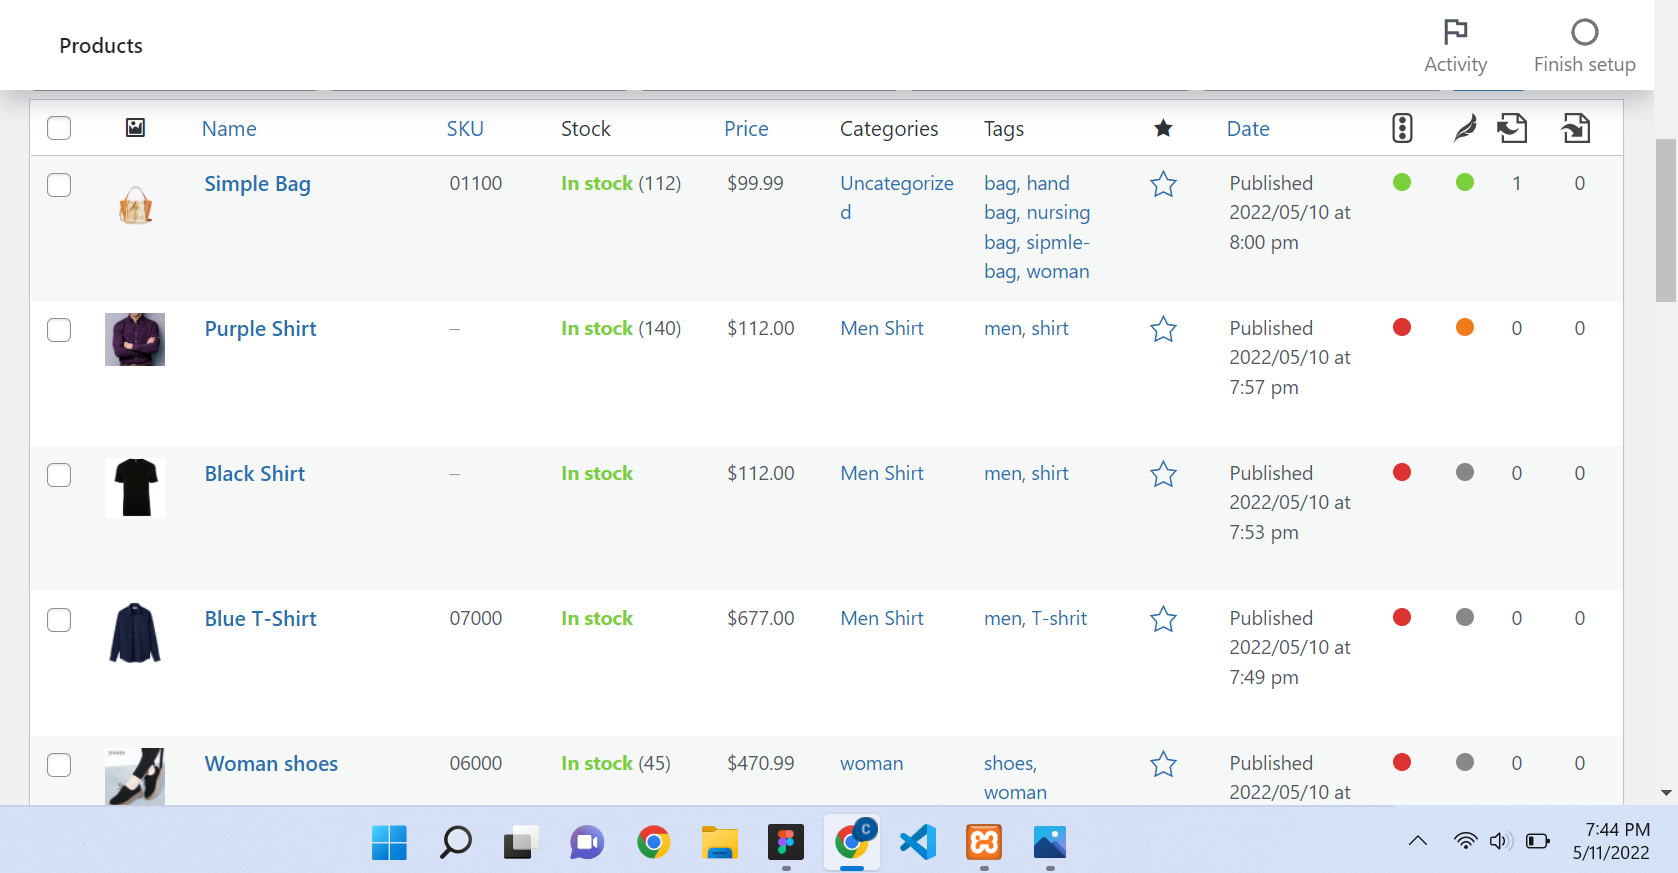 Products
Activity
Finish setup
Name SKU Stock Price Categories Tags Date
Simple Bag 01100 In stock (112) $99.99 Uncategorize bag, hand Published 1 0
d bag, nursing 2022/05/10 at
bag, sipmle- 8:00 pm
bag, woman
Purple Shirt – In stock (140) $112.00 Men Shirt men, shirt Published 0 0
2022/05/10 at
7:57 pm
Black Shirt – In stock $112.00 Men Shirt men, shirt Published 0 0
2022/05/10 at
7:53 pm
Blue T-Shirt 07000 In stock $677.00 Men Shirt men, T-shrit Published 0 0
2022/05/10 at
7:49 pm
Woman shoes 06000 In stock (45) $470.99 woman shoes, Published 0 0
woman 2022/05/10 at
C
7:44 PM
5/11/2022